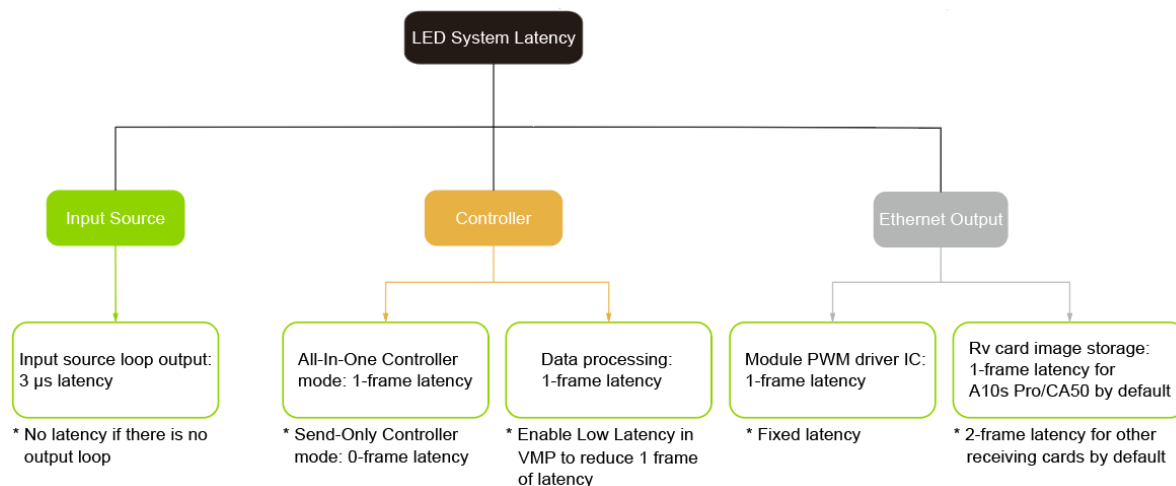 LED System Latency
Input Source
Controller
Ethernet Output
Input source loop output:
3 μs latency
All-In-One Controller
mode: 1-frame latency
Data processing:
1-frame latency
Module PWM driver IC:
1-frame latency
Rv card image storage:
1-frame latency for
A10s Pro/CA50 by default
* No latency if there is no
output loop
* Send-Only Controller
mode: 0-frame latency
* Enable Low Latency in
VMP to reduce 1 frame
of latency
* Fixed latency
* 2-frame latency for other
receiving cards by default